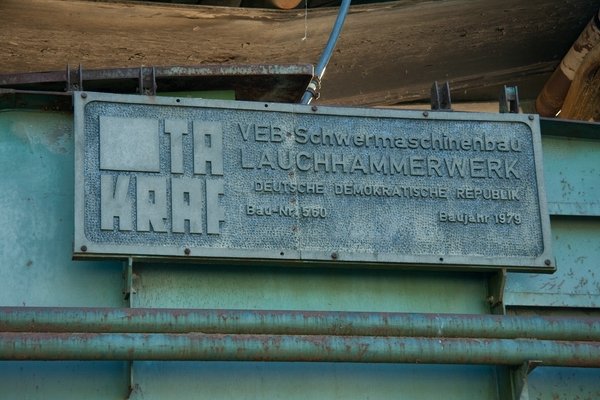 TA
KRAF
VEB Schwermaschinenbau
LAUCHHAMMERWERK
DEUTSCHE DEMOKRATISCHE REPUBLIK
Bau-Nr. 560 Baujahr 1979